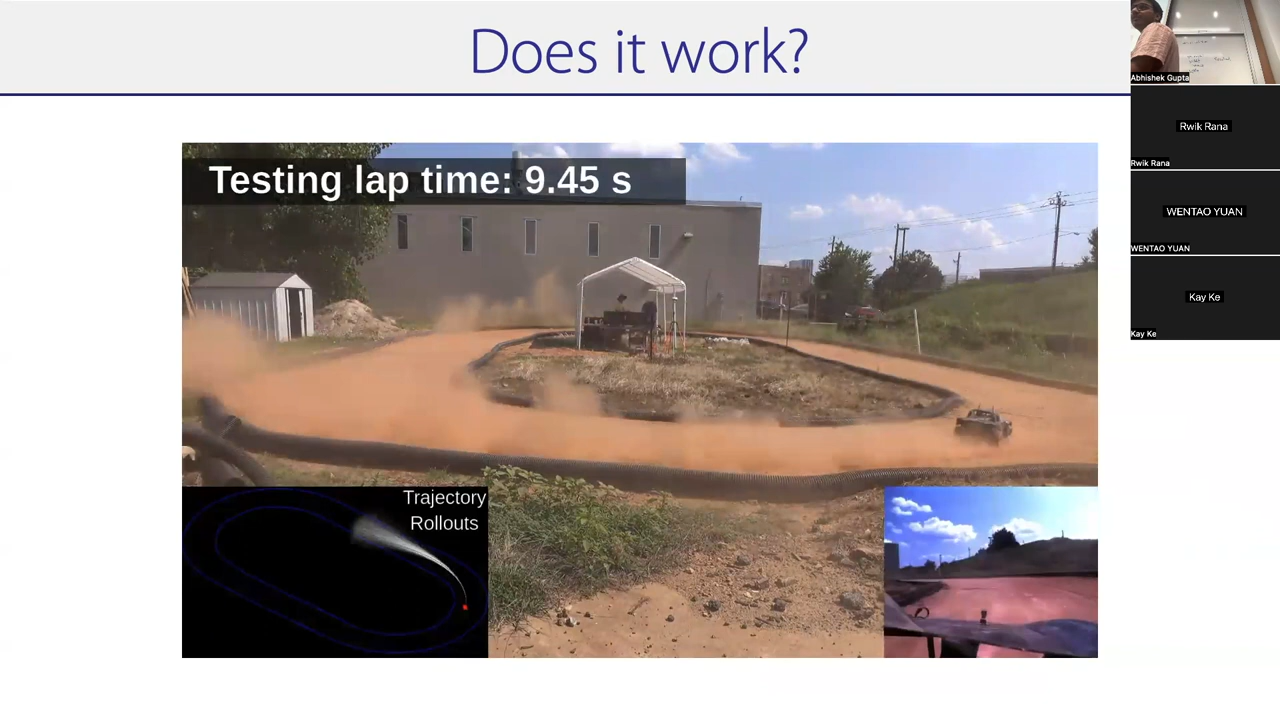 Does it work?
Testing lap time: 9.45 s
Trajectory
Rollouts
Abhishek Gupta
Rwik Rana
Rwik Rana
WENTAO YUAN
WENTAO YUAN
Kay Ke
Kay Ke